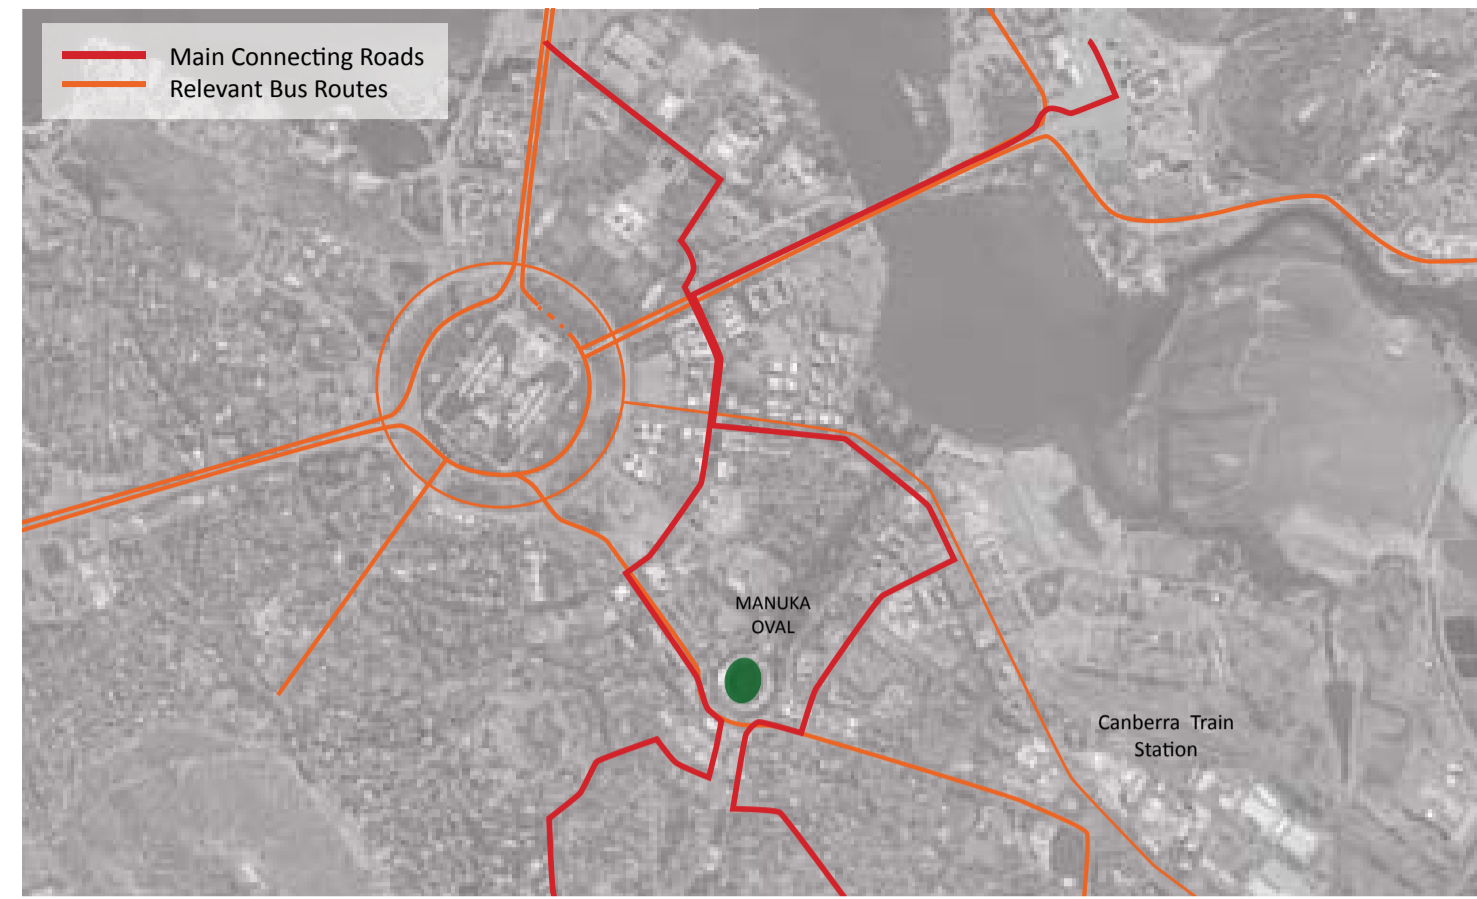 Main Connecting Roads
Relevant Bus Routes
MANUKA
OVAL
Canberra Train
Station